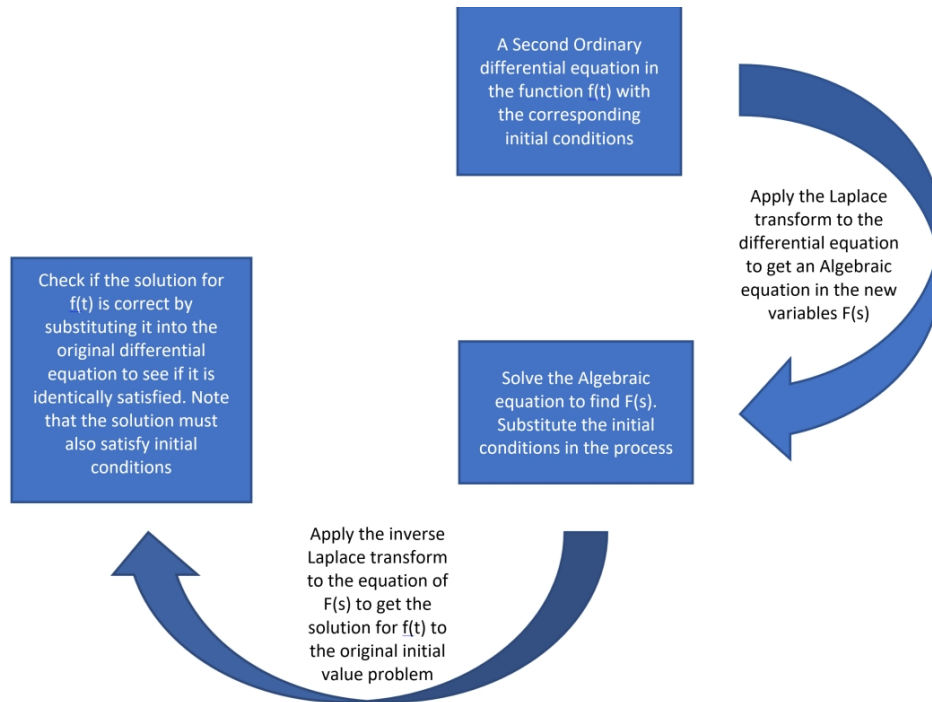 A Second Ordinary
differential equation in
the function f(t) with
the corresponding
initial conditions
Apply the Laplace
transform to the
differential equation
to get an Algebraic
equation in the new
variables F(s)
Solve the Algebraic
equation to find F(s).
Substitute the initial
conditions in the process
Apply the inverse
Laplace transform
to the equation of
F(s) to get the
solution for f(t) to
the original initial
value problem
Check if the solution for
f(t) is correct by
substituting it into the
original differential
equation to see if it is
identically satisfied. Note
that the solution must
also satisfy initial
conditions